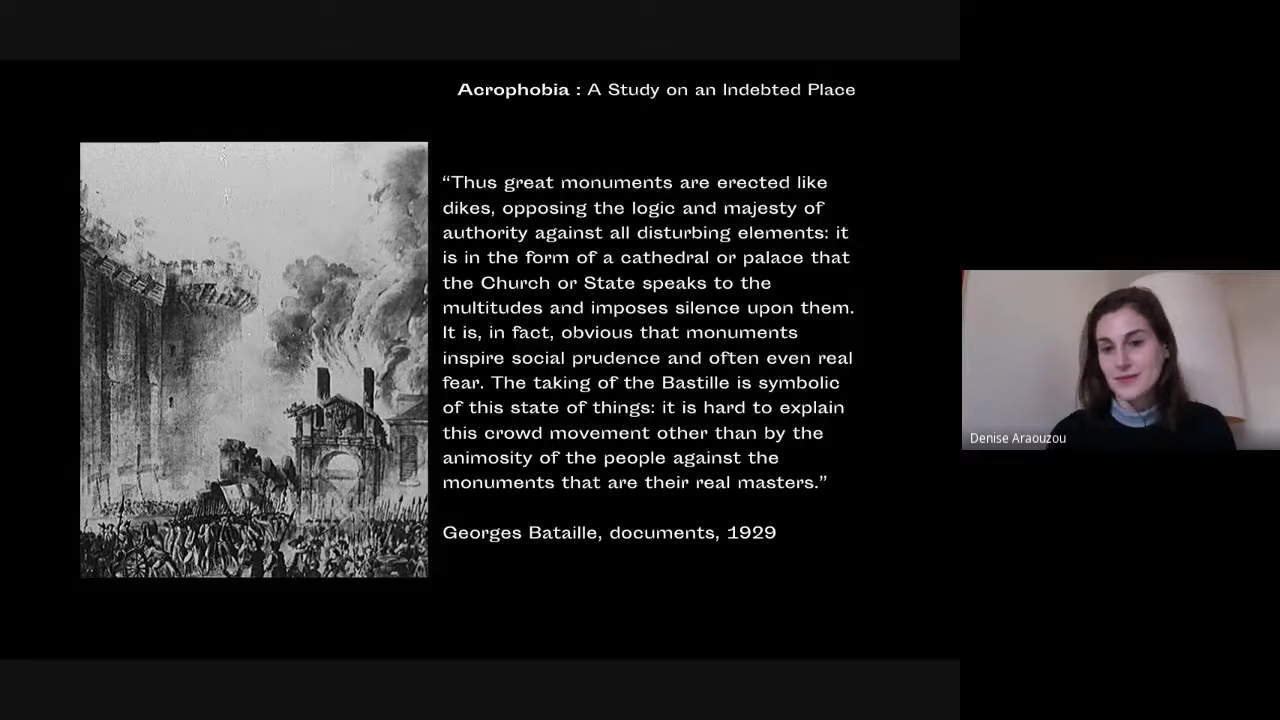 Acrophobia : A Study on an Indebted Place
“Thus great monuments are erected like
dikes, opposing the logic and majesty of
authority against all disturbing elements: it
is in the form of a cathedral or palace that
the Church or State speaks to the
multitudes and imposes silence upon them.
It is, in fact, obvious that monuments
inspire social prudence and often even real
fear. The taking of the Bastille is symbolic
of this state of things: it is hard to explain
this crowd movement other than by the
animosity of the people against the
monuments that are their real masters.”
Georges Bataille, documents, 1929
Denise Araouzou